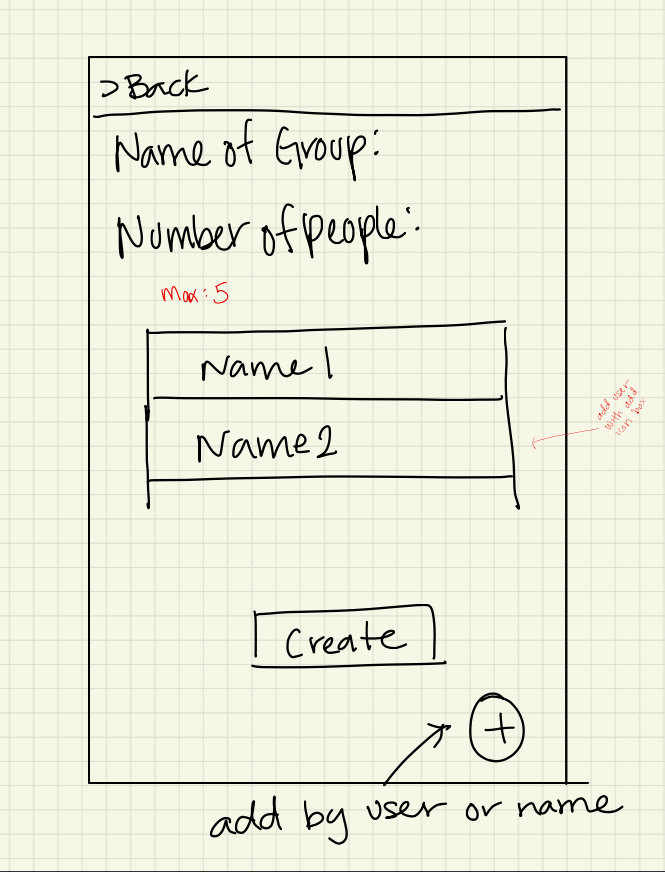 >Back
Name of Group:
Number of people:
Max: 5
Name 1
Name 2
add user
with add
icon box
Create
+
add by user or name